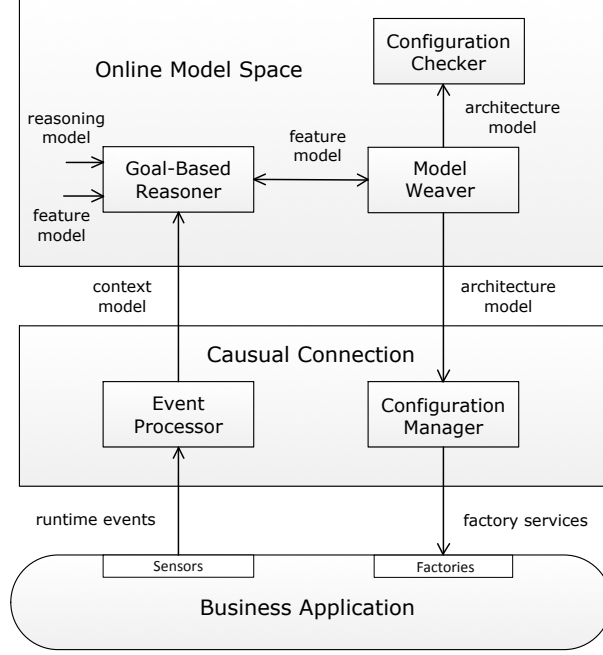 Configuration
Checker
Online Model Space
architecture
model
reasoning
model
feature
model
Goal-Based
Reasoner
Model
Weaver
feature
model
context
model
architecture
model
Causual Connection
Event
Processor
Configuration
Manager
runtime events
factory services
Sensors
Factories
Business Application